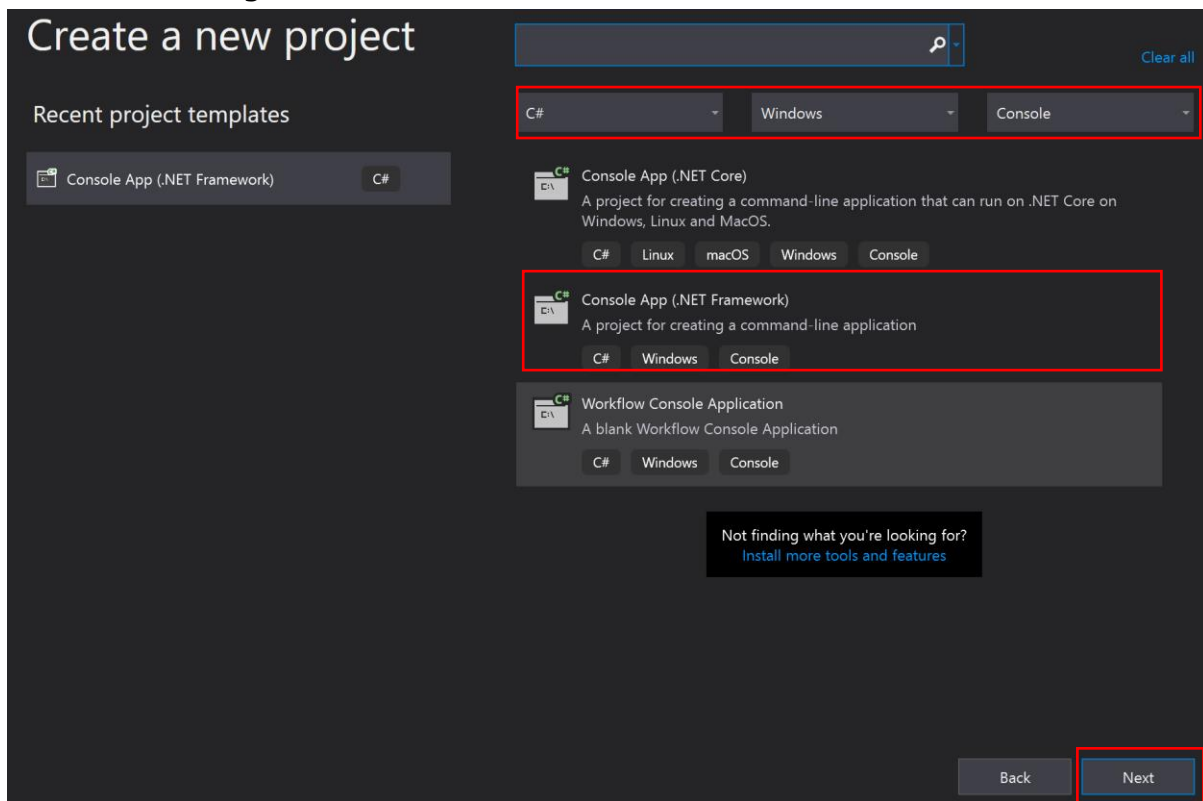 Create a new project
Clear all
Recent project templates
C# Windows Console
Console App (.NET Framework) C#
C#
C:\
Console App (.NET Core)
A project for creating a command-line application that can run on .NET Core on
Windows, Linux and MacOS.
C# Linux macOS Windows Console
C#
C:\
Console App (.NET Framework)
A project for creating a command-line application
C# Windows Console
C#
C:\
Workflow Console Application
A blank Workflow Console Application
C# Windows Console
Not finding what you're looking for?
Install more tools and features
Back Next